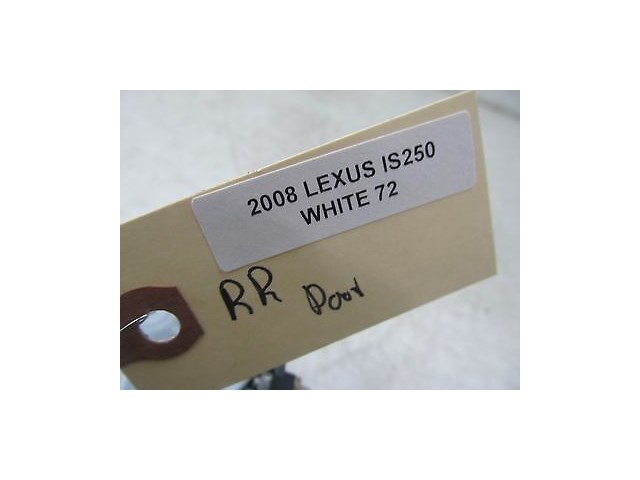 2008 LEXUS IS250
WHITE 72
RR Door